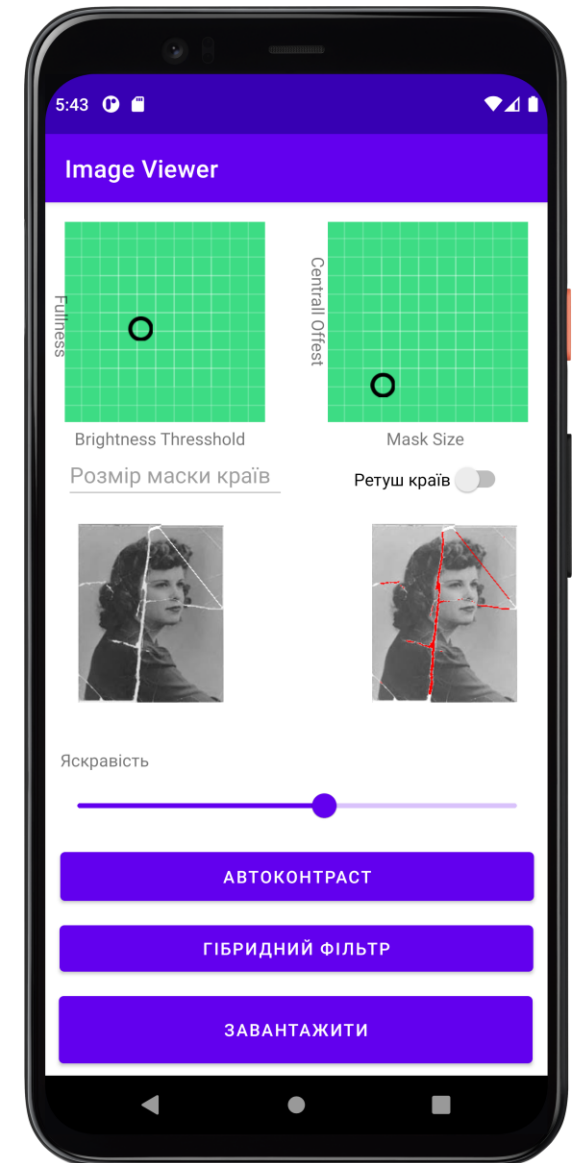 5:43
Image Viewer
Fullness
Centrall Offest
Brightness Thresshold
Mask Size
Розмір маски країв
Ретуш країв
Яскравість
АВТОКОНТРАСТ
ГІБРИДНИЙ ФІЛЬТР
ЗАВАНТАЖИТИ